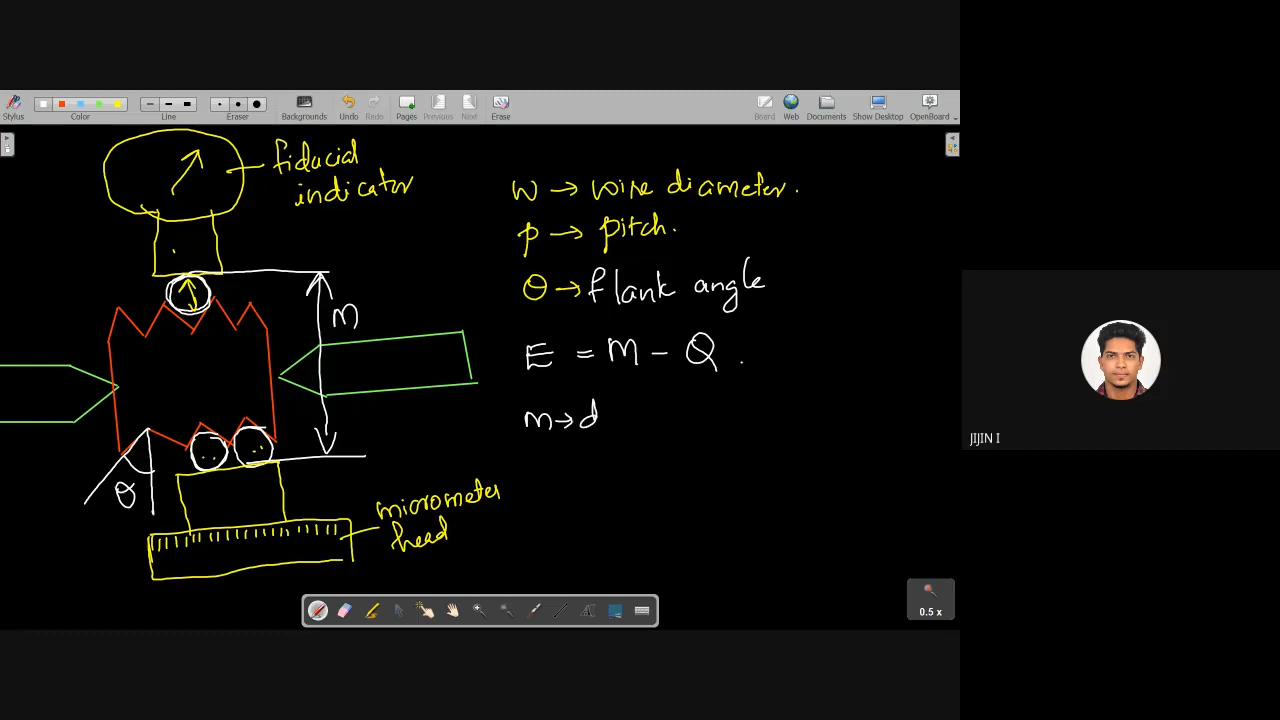 Stylus
Color
Line
Eraser
Backgrounds
Undo
Redo
Pages
Previous
Next
Erase
Board
Web
Documents
Show Desktop
OpenBoard
fiducial
indicator
w → wire diameter.
p → pitch.
θ → flank angle
M
E = M - Q.
m → d
θ
micrometer
head
JIJIN I
0.5 x